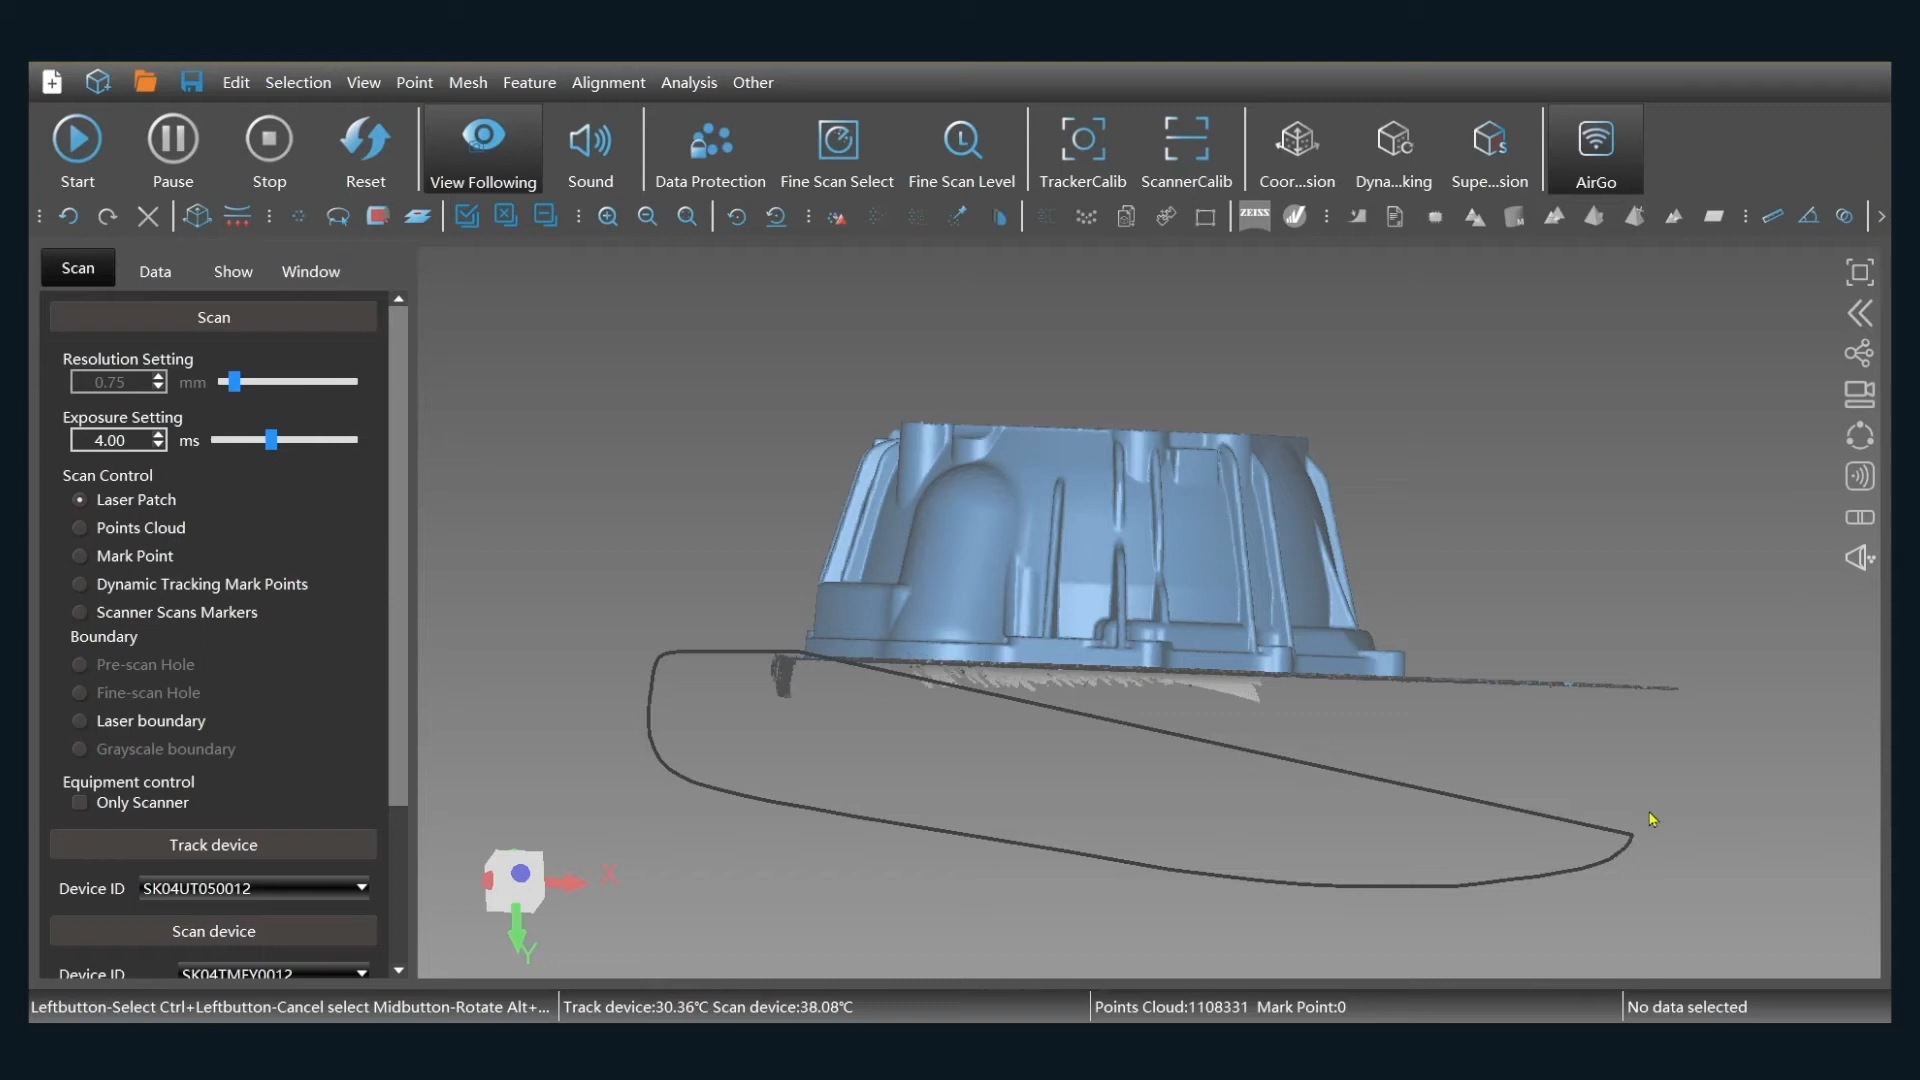 Edit Selection View Point Mesh Feature Alignment Analysis Other
Start Pause Stop Reset View Following Sound Data Protection Fine Scan Select Fine Scan Level TrackerCalib ScannerCalib Coor...sion Dyna...king Supe...sion AirGo
ZEISS
Scan Data Show Window
Scan
Resolution Setting
0.75 mm
Exposure Setting
4.00 ms
Scan Control
Laser Patch
Points Cloud
Mark Point
Dynamic Tracking Mark Points
Scanner Scans Markers
Boundary
Pre-scan Hole
Fine-scan Hole
Laser boundary
Grayscale boundary
Equipment control
Only Scanner
Track device
Device ID SK04UT050012
Scan device
Device ID SK04TMFY0012
X
Y
Leftbutton-Select Ctrl+Leftbutton-Cancel select Midbutton-Rotate Alt+... Track device:30.36℃ Scan device:38.08℃ Points Cloud:1108331 Mark Point:0 No data selected